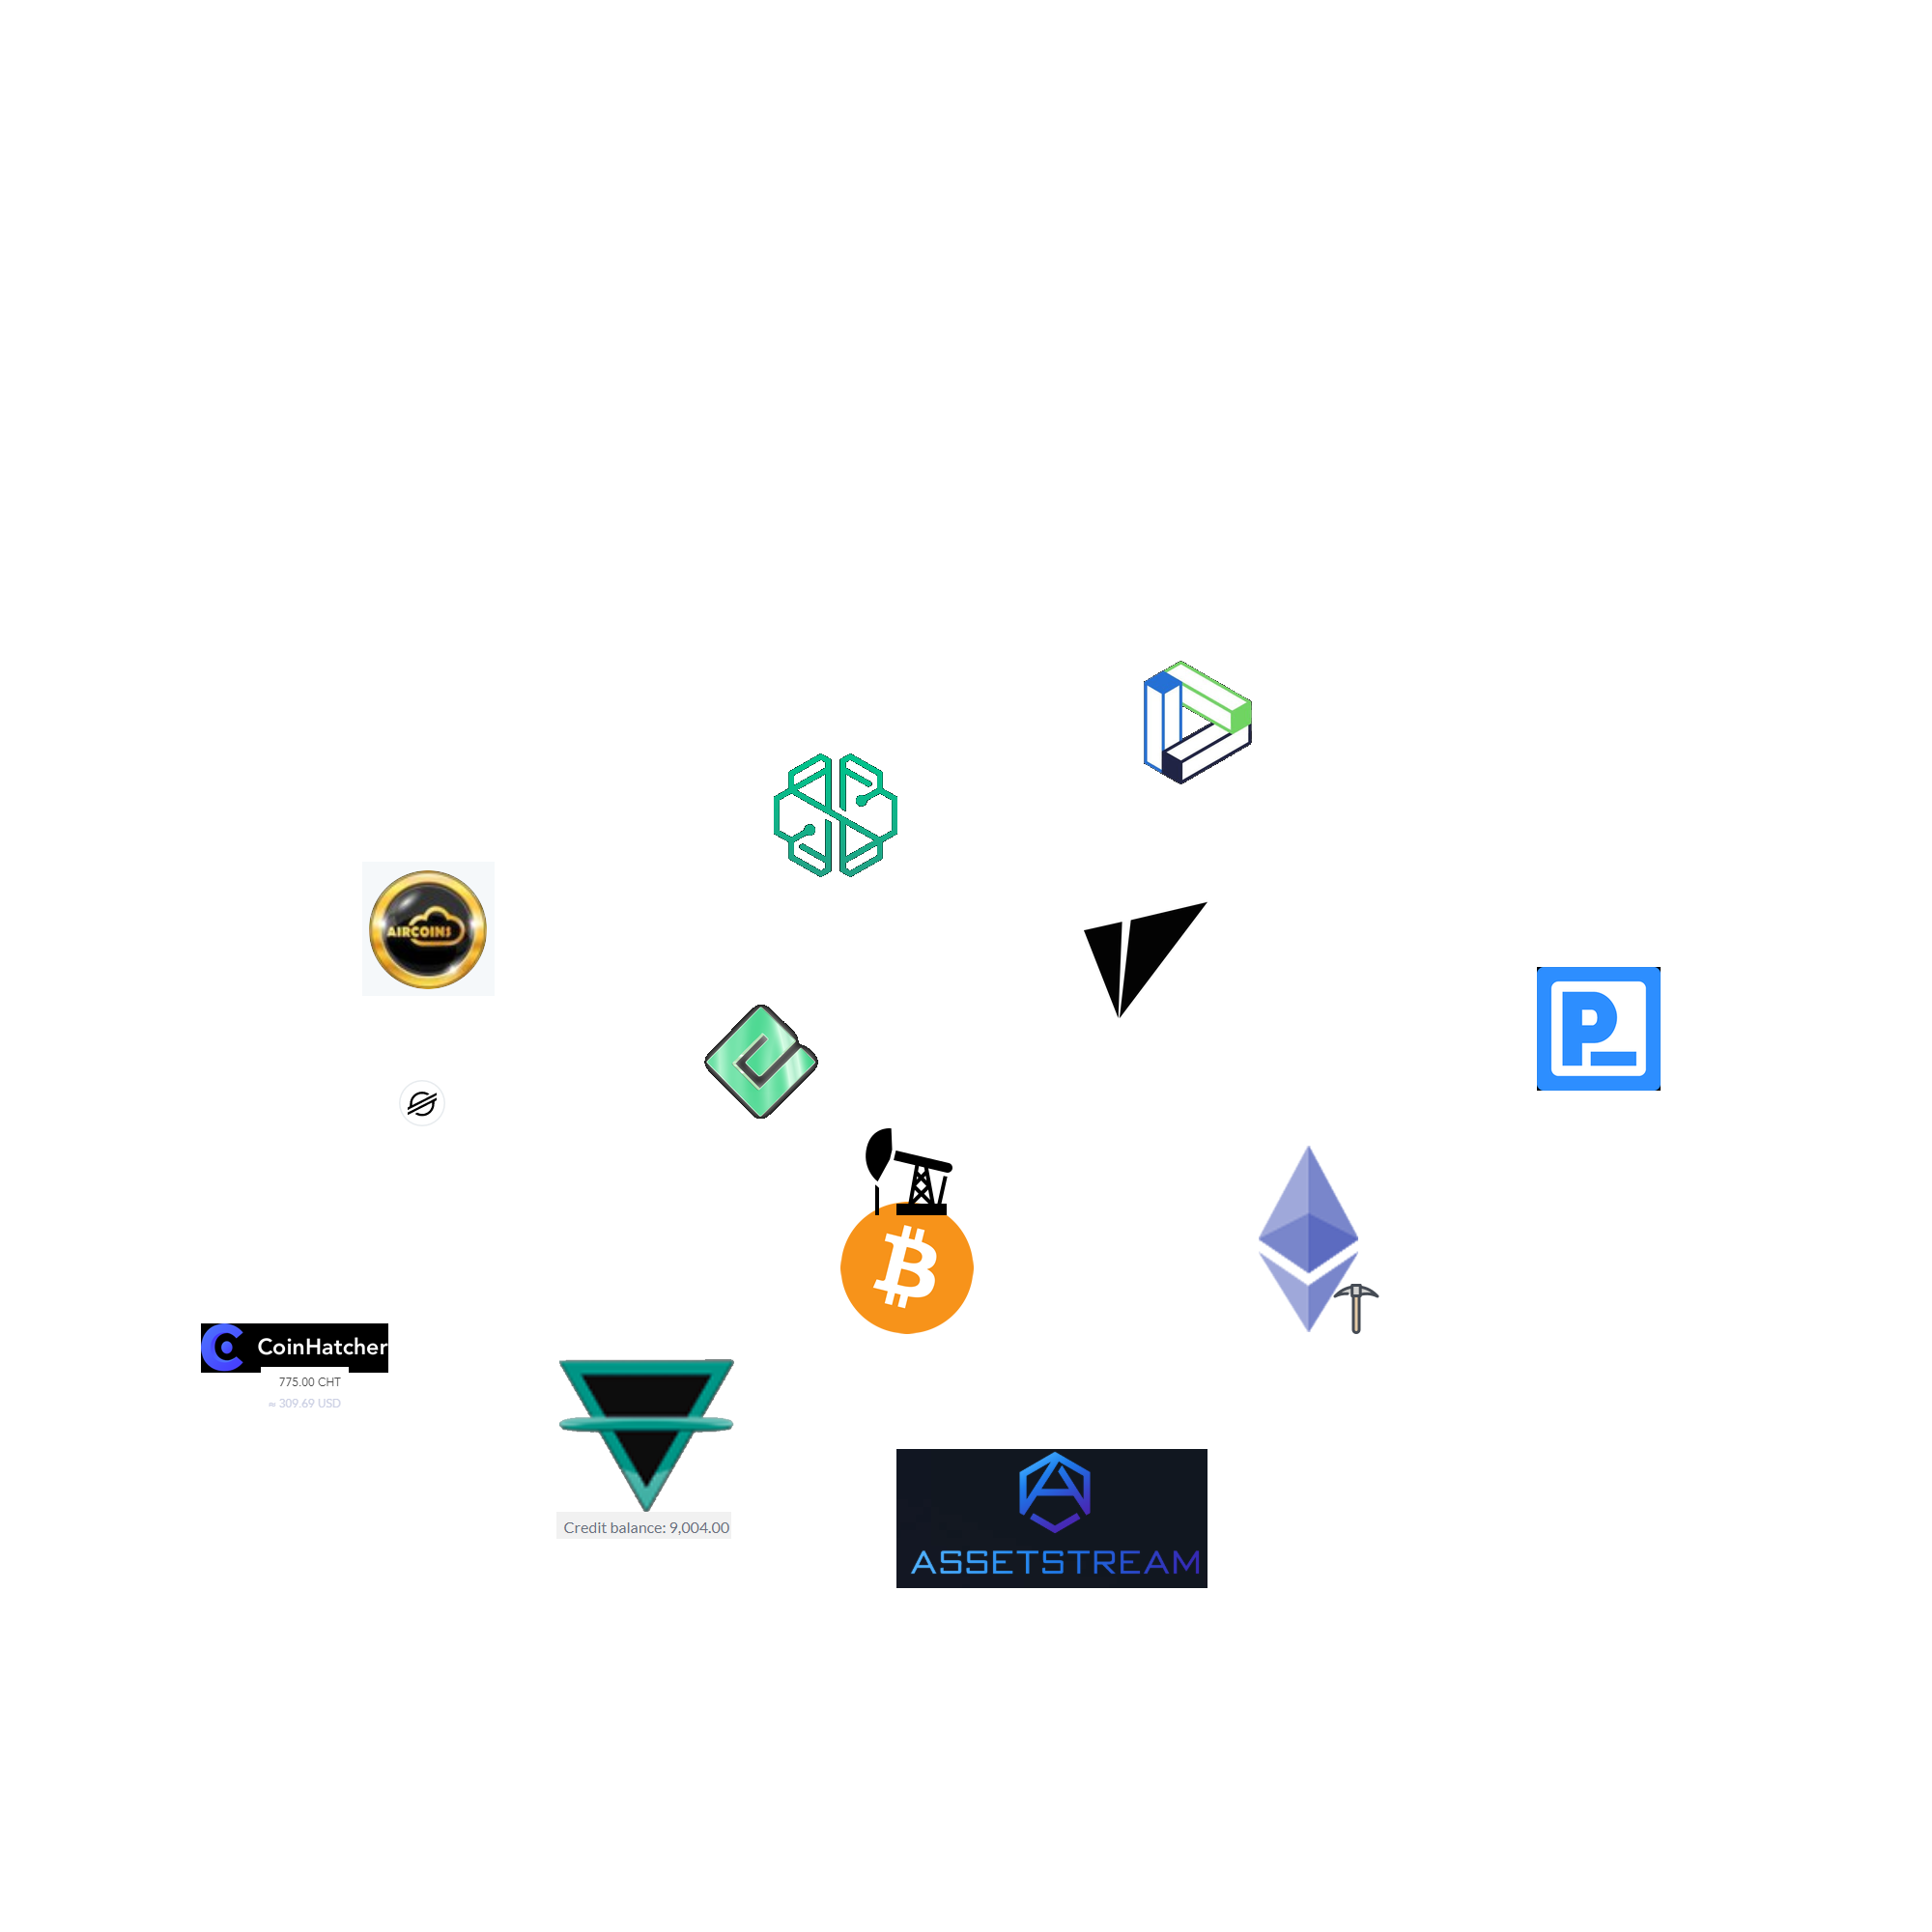 AIRCOINS
CoinHatcher
775.00 CHT
≈ 309.69 USD
Credit balance: 9,004.00
ASSETSTREAM